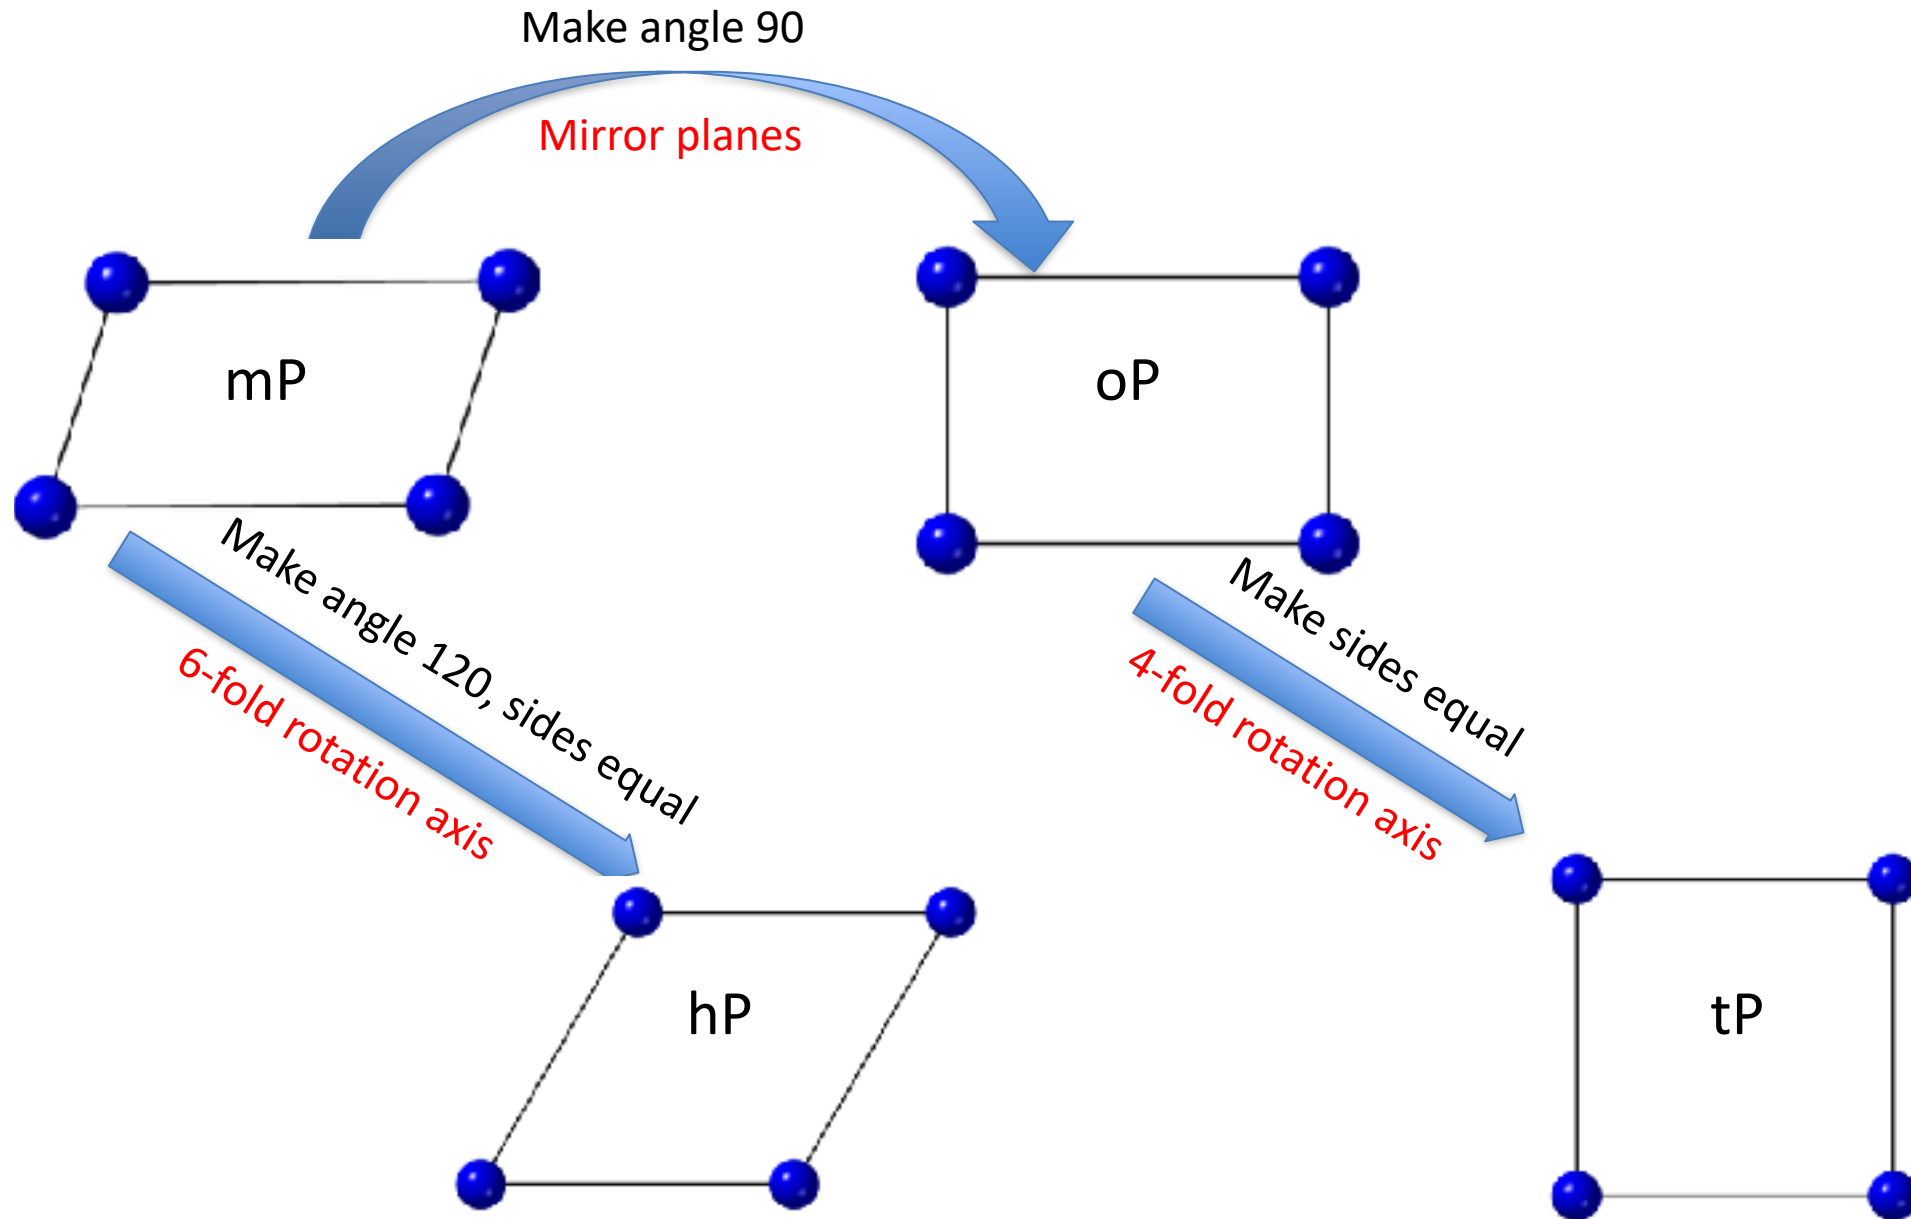 Make angle 90
Mirror planes
mP
oP
Make angle 120, sides equal
6-fold rotation axis
Make sides equal
4-fold rotation axis
hP
tP